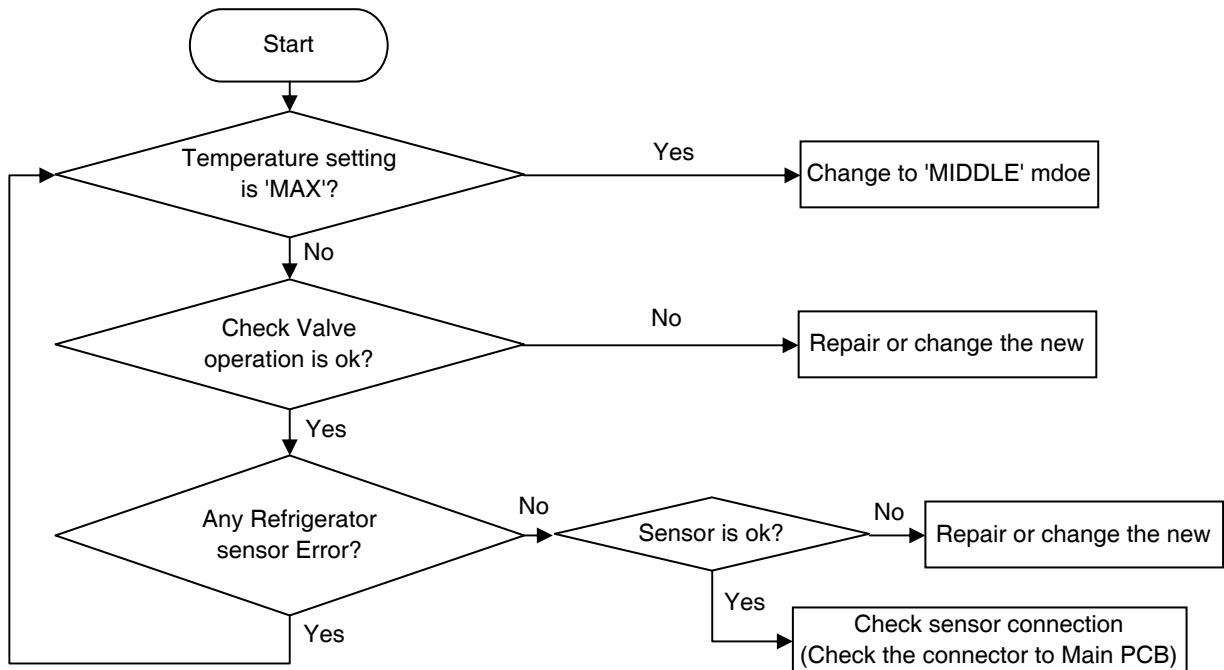 Start
Temperature setting
is 'MAX'?
Yes
Change to 'MIDDLE' mdoe
No
Check Valve
operation is ok?
No
Repair or change the new
Yes
Any Refrigerator
sensor Error?
No
Sensor is ok?
No
Repair or change the new
Yes
Yes
Check sensor connection
(Check the connector to Main PCB)